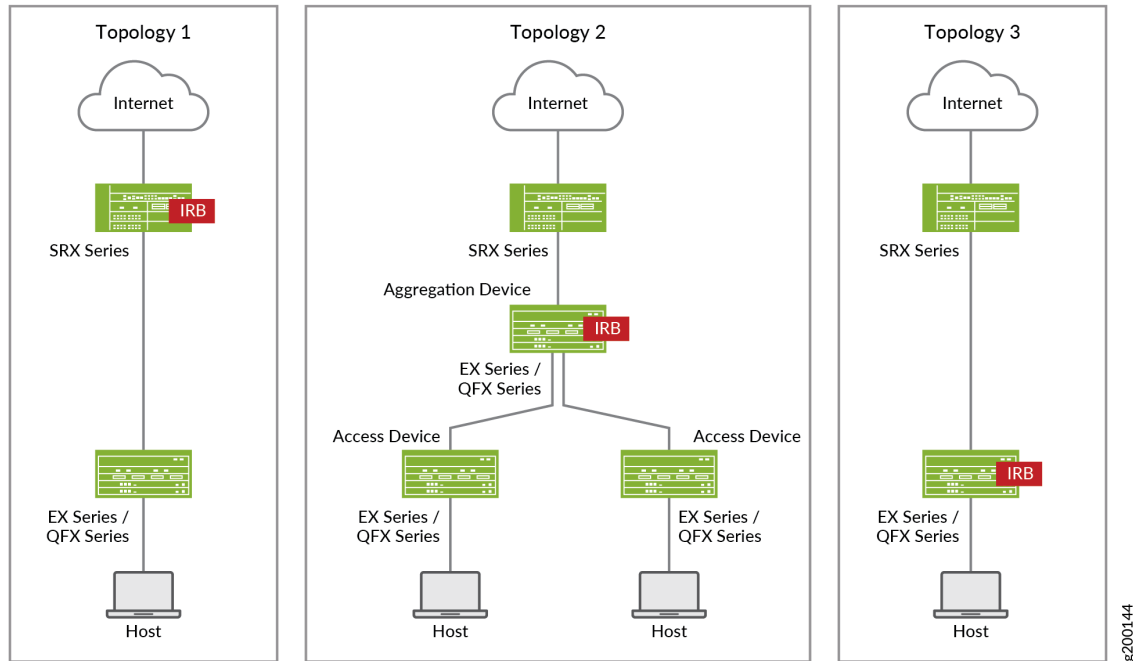 Topology 1
Internet
IRB
SRX Series
EX Series /
QFX Series
Host
Topology 2
Internet
SRX Series
Aggregation Device
IRB
EX Series /
QFX Series
Access Device
Access Device
EX Series /
QFX Series
EX Series /
QFX Series
Host
Host
Topology 3
Internet
SRX Series
IRB
EX Series /
QFX Series
Host
g200144